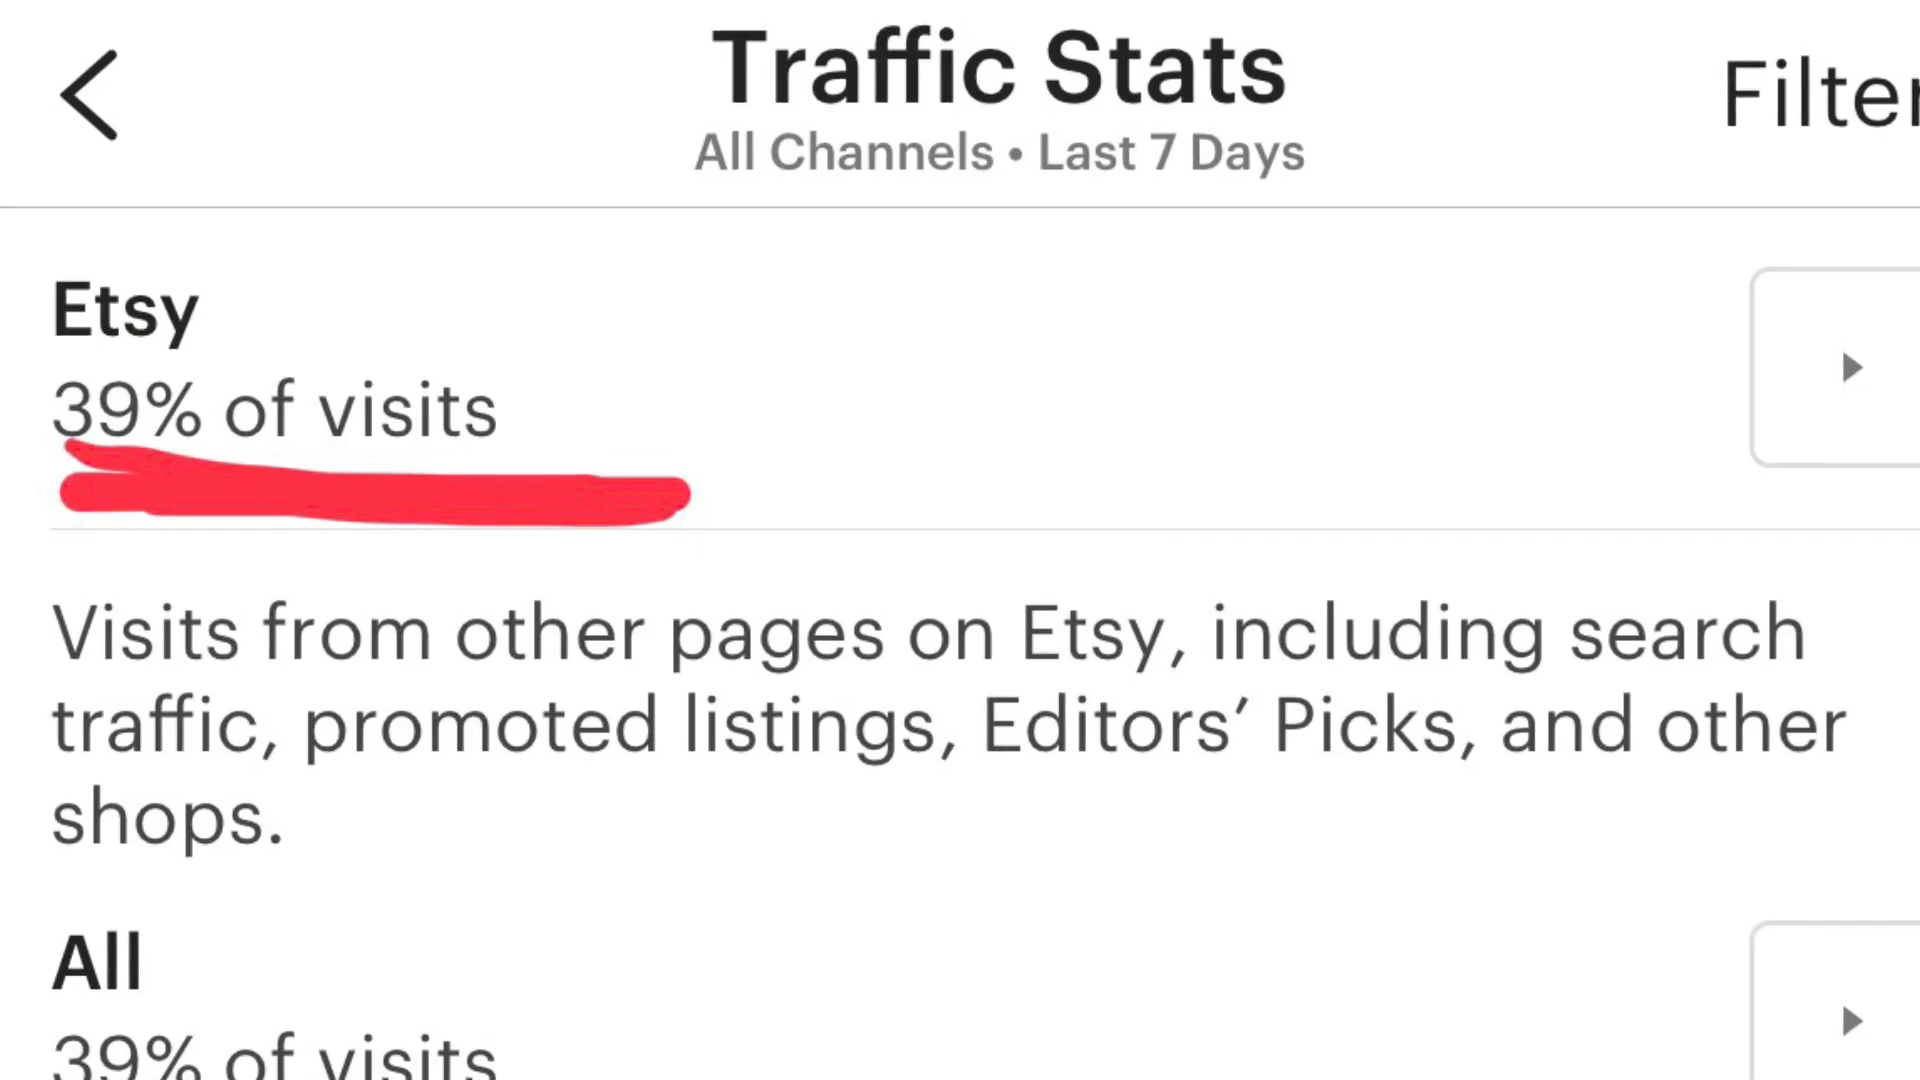 Traffic Stats
Filter
All Channels • Last 7 Days
Etsy
39% of visits
Visits from other pages on Etsy, including search
traffic, promoted listings, Editors’ Picks, and other
shops.
All
39% of visits